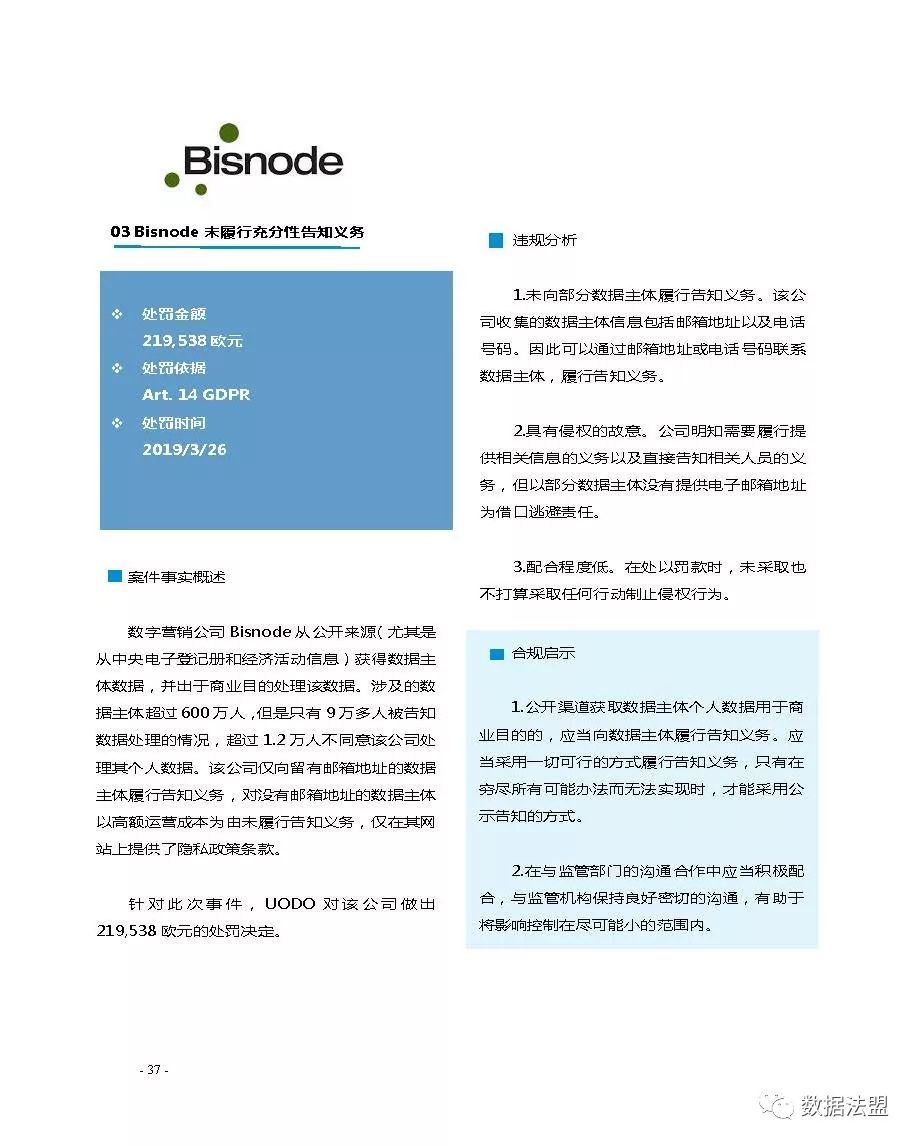 Bisnode
03 Bisnode 未履行充分性告知义务
❖ 处罚金额
219,538 欧元
❖ 处罚依据
Art. 14 GDPR
❖ 处罚时间
2019/3/26
案件事实概述
数字营销公司 Bisnode 从公开来源(尤其是
从中央电子登记册和经济活动信息)获得数据主
体数据，并出于商业目的处理该数据。涉及的数
据主体超过 600 万人,但是只有 9 万多人被告知
数据处理的情况，超过 1.2 万人不同意该公司处
理其个人数据。该公司仅向留有邮箱地址的数据
主体履行告知义务，对没有邮箱地址的数据主体
以高额运营成本为由未履行告知义务，仅在其网
站上提供了隐私政策条款。
针对此次事件，UODO 对该公司做出
219,538 欧元的处罚决定。
违规分析
1.未向部分数据主体履行告知义务。该公
司收集的数据主体信息包括邮箱地址以及电话
号码。因此可以通过邮箱地址或电话号码联系
数据主体，履行告知义务。
2.具有侵权的故意。公司明知需要履行提
供相关信息的义务以及直接告知相关人员的义
务，但以部分数据主体没有提供电子邮箱地址
为借口逃避责任。
3.配合程度低。在处以罚款时，未采取也
不打算采取任何行动制止侵权行为。
合规启示
1.公开渠道获取数据主体个人数据用于商
业目的的，应当向数据主体履行告知义务。应
当采用一切可行的方式履行告知义务，只有在
穷尽所有可能办法而无法实现时，才能采用公
示告知的方式。
2.在与监管部门的沟通合作中应当积极配
合，与监管机构保持良好密切的沟通，有助于
将影响控制在尽可能小的范围内。
- 37 -
数据法盟